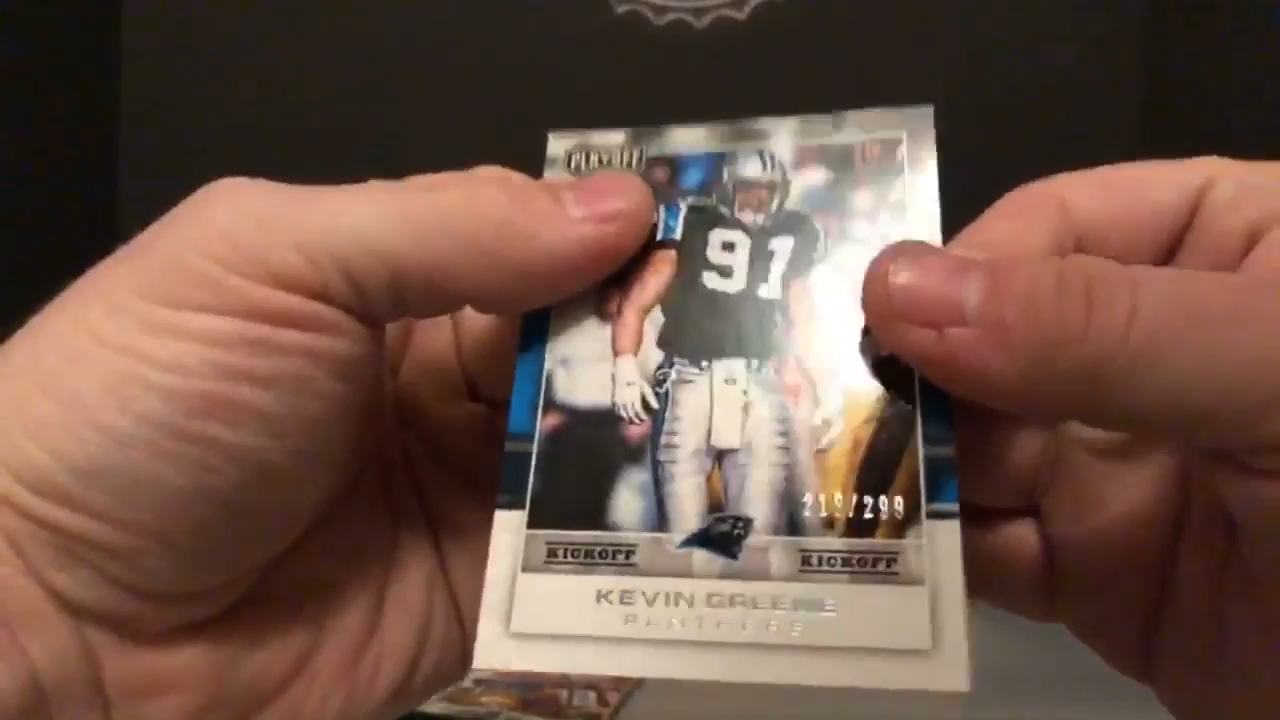 PLAYOFF
91
219/299
KICKOFF
KICKOFF
KEVIN GREENE
PANTHERS